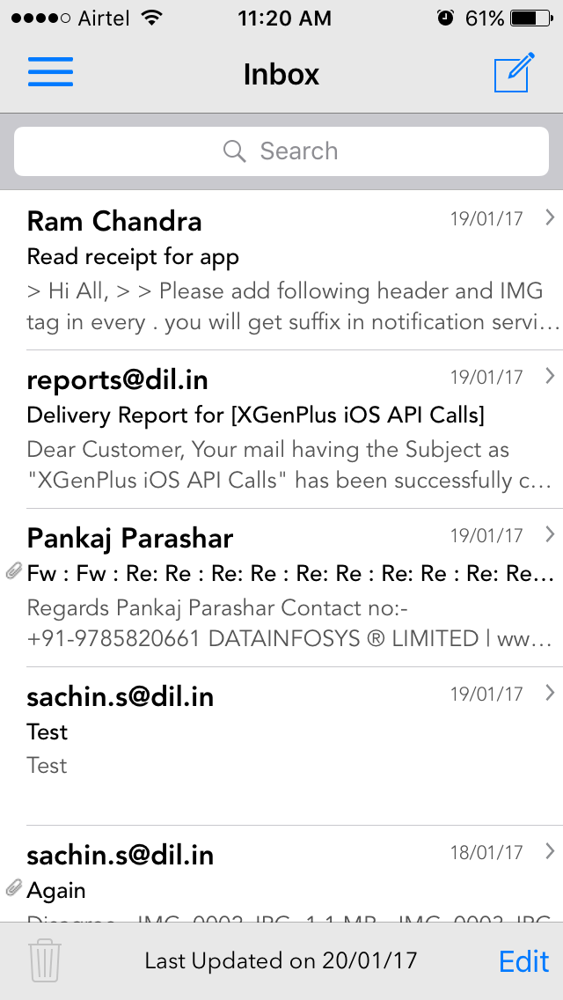 Airtel 11:20 AM 61%
Inbox
Search
Ram Chandra 19/01/17
Read receipt for app
> Hi All, > > Please add following header and IMG
tag in every . you will get suffix in notification servi...
reports@dil.in 19/01/17
Delivery Report for [XGenPlus iOS API Calls]
Dear Customer, Your mail having the Subject as
"XGenPlus iOS API Calls" has been successfully c...
Pankaj Parashar 19/01/17
Fw : Fw : Re: Re : Re: Re : Re: Re : Re: Re : Re: Re...
Regards Pankaj Parashar Contact no:-
+91-9785820661 DATAINFOSYS ® LIMITED | ww...
sachin.s@dil.in 19/01/17
Test
Test
sachin.s@dil.in 18/01/17
Again
Last Updated on 20/01/17 Edit